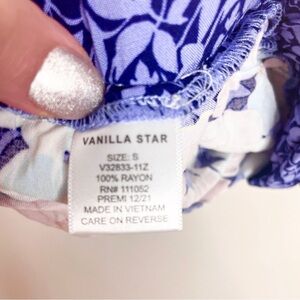 VANILLA STAR
SIZE: S
V32833-11Z
100% RAYON
RN# 111052
PREMI 12/21
MADE IN VIETNAM
CARE ON REVERSE